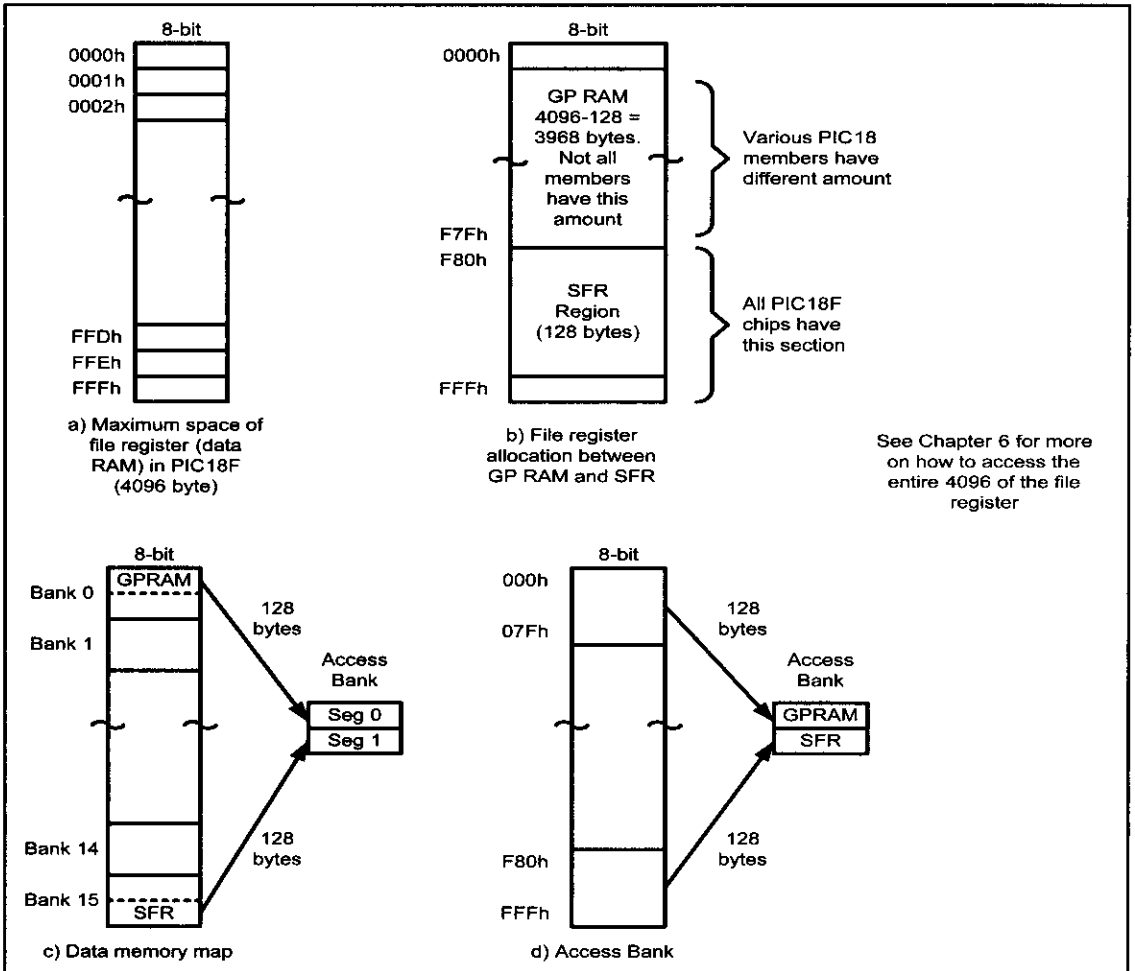 8-bit
0000h
0001h
0002h
FFDh
FFEh
FFFh
a) Maximum space of
file register (data
RAM) in PIC18F
(4096 byte)
8-bit
0000h
GP RAM
4096-128 =
3968 bytes.
Not all
members
have this
amount
F7Fh
F80h
SFR
Region
(128 bytes)
FFFh
Various PIC18
members have
different amount
All PIC18F
chips have
this section
b) File register
allocation between
GP RAM and SFR
See Chapter 6 for more
on how to access the
entire 4096 of the file
register
8-bit
GPRAM
Bank 0
Bank 1
Bank 14
Bank 15
SFR
128
bytes
Access
Bank
Seg 0
Seg 1
128
bytes
c) Data memory map
8-bit
000h
07Fh
F80h
FFFh
128
bytes
Access
Bank
GPRAM
SFR
128
bytes
d) Access Bank